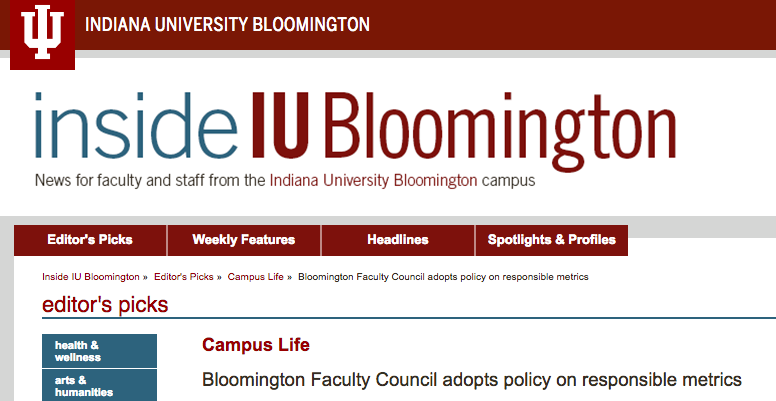 INDIANA UNIVERSITY BLOOMINGTON
inside IU Bloomington
News for faculty and staff from the Indiana University Bloomington campus
Editor's Picks Weekly Features Headlines Spotlights & Profiles
Inside IU Bloomington » Editor's Picks » Campus Life » Bloomington Faculty Council adopts policy on responsible metrics
editor's picks
health &
wellness
arts &
humanities
Campus Life
Bloomington Faculty Council adopts policy on responsible metrics